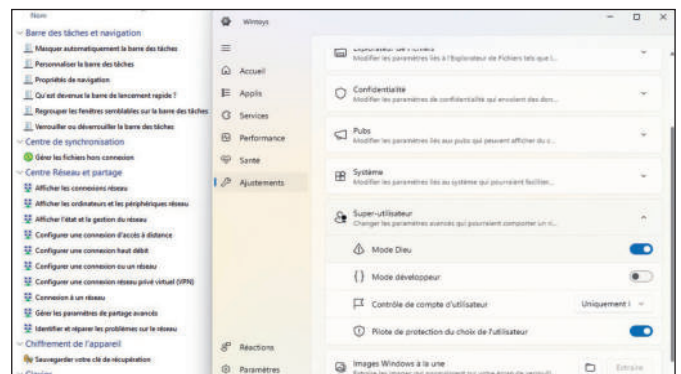 Nom
Barre des tâches et navigation
Masquer automatiquement la barre des tâches
Personnaliser la barre des tâches
Propriétés de navigation
Qu'est devenue la barre de lancement rapide ?
Regrouper les fenêtres semblables sur la barre des tâches
Verrouiller ou déverrouiller la barre des tâches
Centre de synchronisation
Gérer les fichiers hors connexion
Centre Réseau et partage
Afficher les connexions réseau
Afficher les ordinateurs et les périphériques réseau
Afficher l'état et la gestion du réseau
Configurer une connexion d'accès à distance
Configurer une connexion haut débit
Configurer une connexion ou un réseau
Configurer une connexion réseau privé virtuel (VPN)
Connexion à un réseau
Gérer les paramètres de partage avancés
Identifier et réparer les problèmes sur le réseau
Chiffrement de l'appareil
Sauvegarder votre clé de récupération
Clavier
Wintoys
Accueil
Applis
Services
Performance
Santé
Ajustements
Réactions
Paramètres
Explorateur de Fichiers
Modifier les paramètres liés à l'Explorateur de Fichiers tels que l...
Confidentialité
Modifier les paramètres de confidentialité qui envoient des don...
Pubs
Modifier les paramètres liés aux pubs qui peuvent afficher du c...
Système
Modifier les paramètres liés au système qui pourraient faciliter...
Super-utilisateur
Changer les paramètres avancés qui pourraient comporter un ri...
Mode Dieu
Mode développeur
Contrôle de compte d'utilisateur
Uniquement l
Pilote de protection du choix de l'utilisateur
Images Windows à la une
Extraire